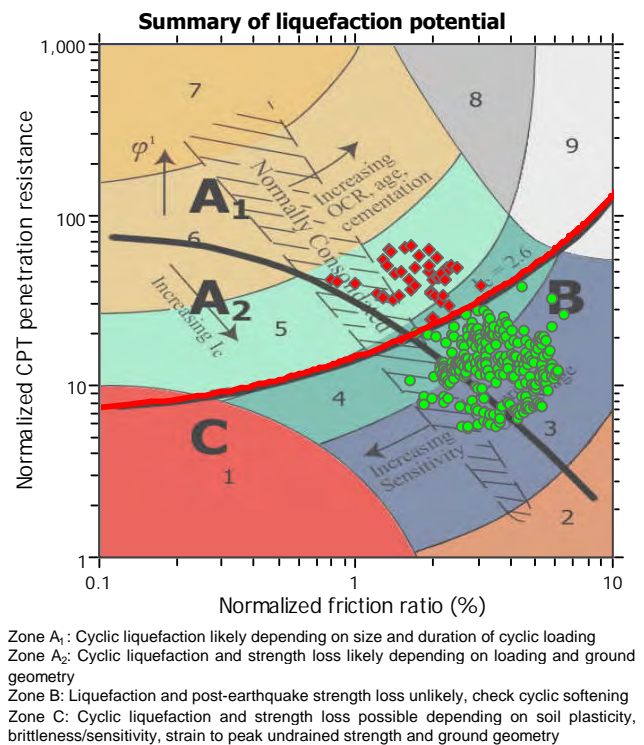 Summary of liquefaction potential
1,000
7
8
9
φ¹
Increasing
OCR, age,
cementation
100
A1
Normally Consolidated
6
= 2.6
A2
B
Increasing Ic
5
10
4
3
C
Increasing
Sensitivity
1
2
1
0.1
1
10
Normalized CPT penetration resistance
Normalized friction ratio (%)
Zone A1: Cyclic liquefaction likely depending on size and duration of cyclic loading
Zone A2: Cyclic liquefaction and strength loss likely depending on loading and ground
geometry
Zone B: Liquefaction and post-earthquake strength loss unlikely, check cyclic softening
Zone C: Cyclic liquefaction and strength loss possible depending on soil plasticity,
brittleness/sensitivity, strain to peak undrained strength and ground geometry